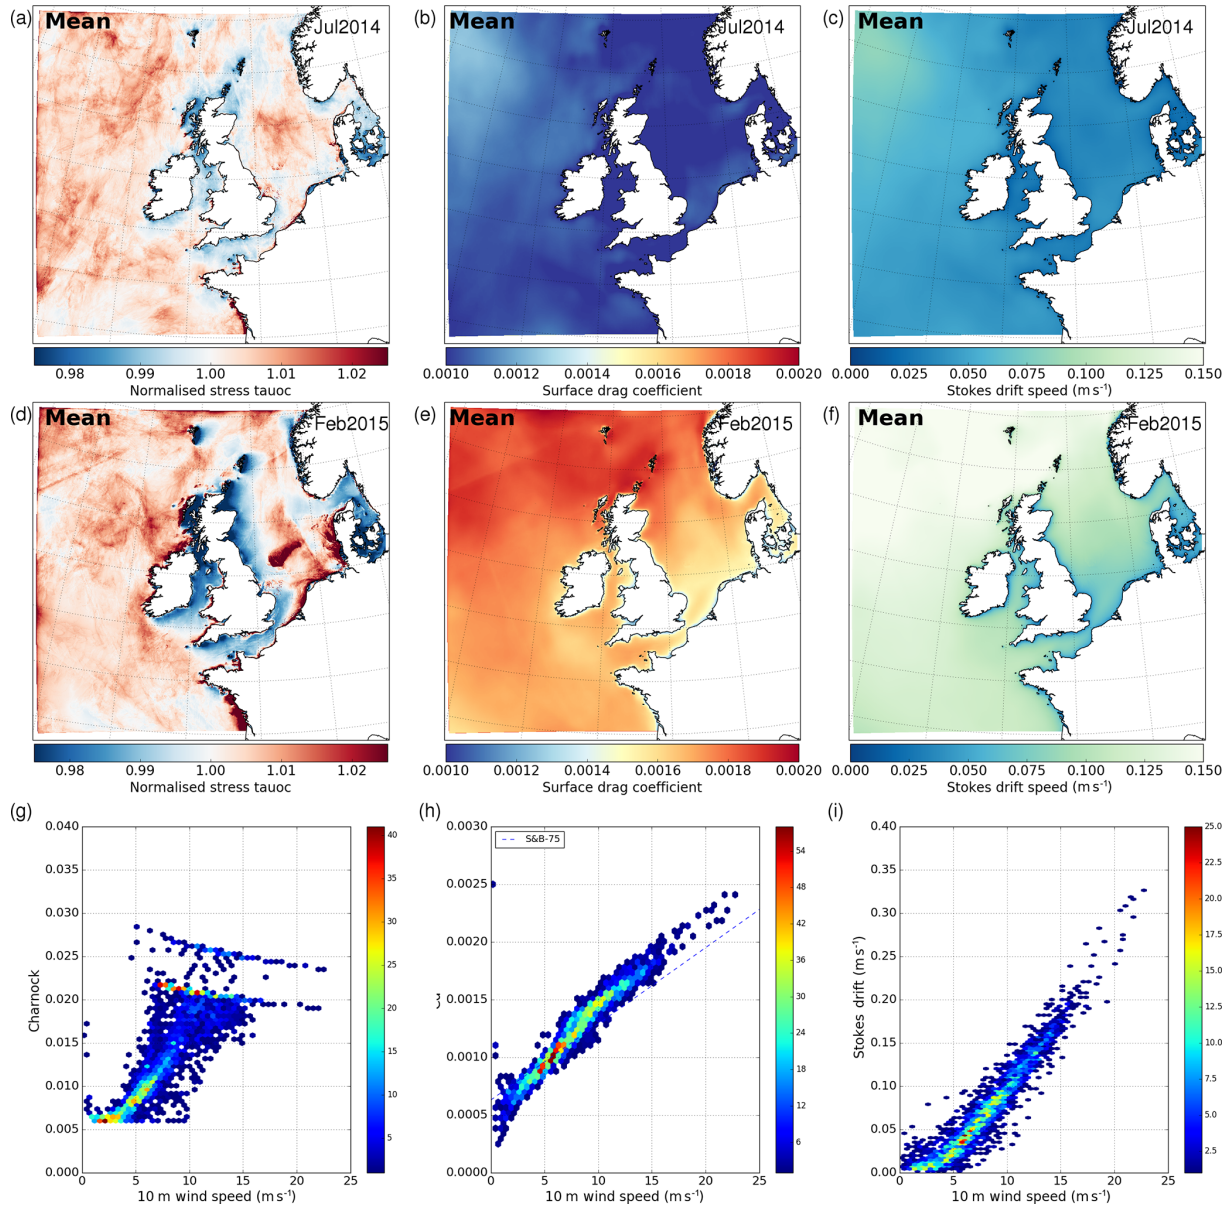 (a) Mean Jul2014
(b) Mean Jul2014
(c) Mean Jul2014
0.98 0.99 1.00 1.01 1.02
Normalised stress tauoc
0.0010 0.0012 0.0014 0.0016 0.0018 0.0020
Surface drag coefficient
0.000 0.025 0.050 0.075 0.100 0.125 0.150
Stokes drift speed (m s⁻¹)
(d) Mean Feb2015
(e) Mean Feb2015
(f) Mean Feb2015
0.98 0.99 1.00 1.01 1.02
Normalised stress tauoc
0.0010 0.0012 0.0014 0.0016 0.0018 0.0020
Surface drag coefficient
0.000 0.025 0.050 0.075 0.100 0.125 0.150
Stokes drift speed (m s⁻¹)
(g)
0.040
0.035
0.030
0.025
0.020
0.015
0.010
0.005
0.000
Charnock
0 5 10 15 20 25
10 m wind speed (m s⁻¹)
40
35
30
25
20
15
10
5
(h)
0.0030
0.0025
0.0020
0.0015
0.0010
0.0005
0.0000
S&B-75
0 5 10 15 20 25
10 m wind speed (m s⁻¹)
54
48
42
36
30
24
18
12
6
(i)
0.40
0.35
0.30
0.25
0.20
0.15
0.10
0.05
0.00
Stokes drift (m s⁻¹)
0 5 10 15 20 25
10 m wind speed (m s⁻¹)
25.0
22.5
20.0
17.5
15.0
12.5
10.0
7.5
5.0
2.5